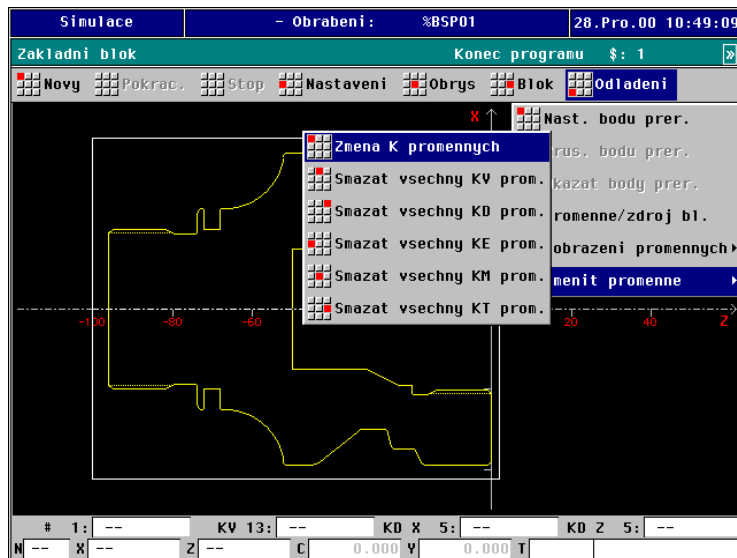 Simulace - Obrabeni: %BSP01 28.Pro.00 10:49:09
Zakladni blok Konec programu $: 1 »
Novy Pokrac. Stop Nastaveni Obrys Blok Odladeni
X Nast. bodu prer.
Zmena K promennych rus. bodu prer.
Smazat vsechny KV prom. kazat body prer.
Smazat vsechny KD prom. romenne/zdroj bl.
Smazat vsechny KE prom. obrazeni promennych
Smazat vsechny KM prom. menit promenne
Smazat vsechny KT prom.
-100 -80 -60 20 40 Z
# 1: -- KV 13: -- KD X 5: -- KD Z 5: --
N -- X -- Z -- C 0.000 Y 0.000 T